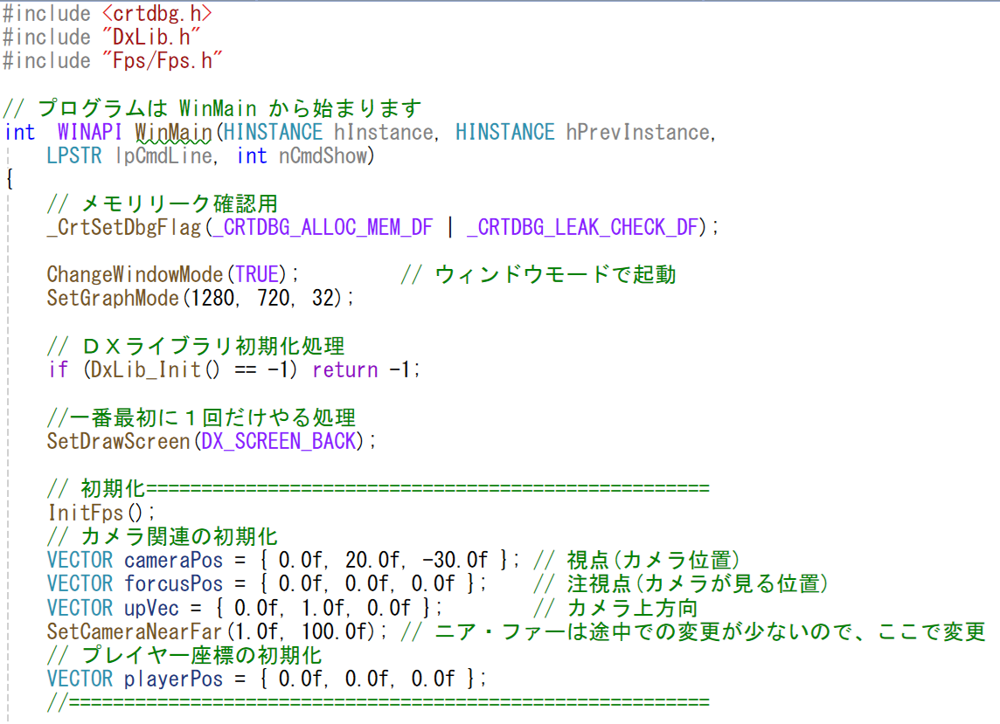 #include <crtdbg.h>
#include "DxLib.h"
#include "Fps/Fps.h"

// プログラムは WinMain から始まります
int  WINAPI WinMain(HINSTANCE hInstance, HINSTANCE hPrevInstance,
    LPSTR lpCmdLine, int nCmdShow)
{
    // メモリリーク確認用
    _CrtSetDbgFlag(_CRTDBG_ALLOC_MEM_DF | _CRTDBG_LEAK_CHECK_DF);

    ChangeWindowMode(TRUE);         // ウィンドウモードで起動
    SetGraphMode(1280, 720, 32);

    // ＤＸライブラリ初期化処理
    if (DxLib_Init() == -1) return -1;

    //一番最初に１回だけやる処理
    SetDrawScreen(DX_SCREEN_BACK);

    // 初期化===================================================
    InitFps();
    // カメラ関連の初期化
    VECTOR cameraPos = { 0.0f, 20.0f, -30.0f }; // 視点(カメラ位置)
    VECTOR forcusPos = { 0.0f, 0.0f, 0.0f };    // 注視点(カメラが見る位置)
    VECTOR upVec = { 0.0f, 1.0f, 0.0f };        // カメラ上方向
    SetCameraNearFar(1.0f, 100.0f); // ニア・ファーは途中での変更が少ないので、ここで変更
    // プレイヤー座標の初期化
    VECTOR playerPos = { 0.0f, 0.0f, 0.0f };
    //==========================================================